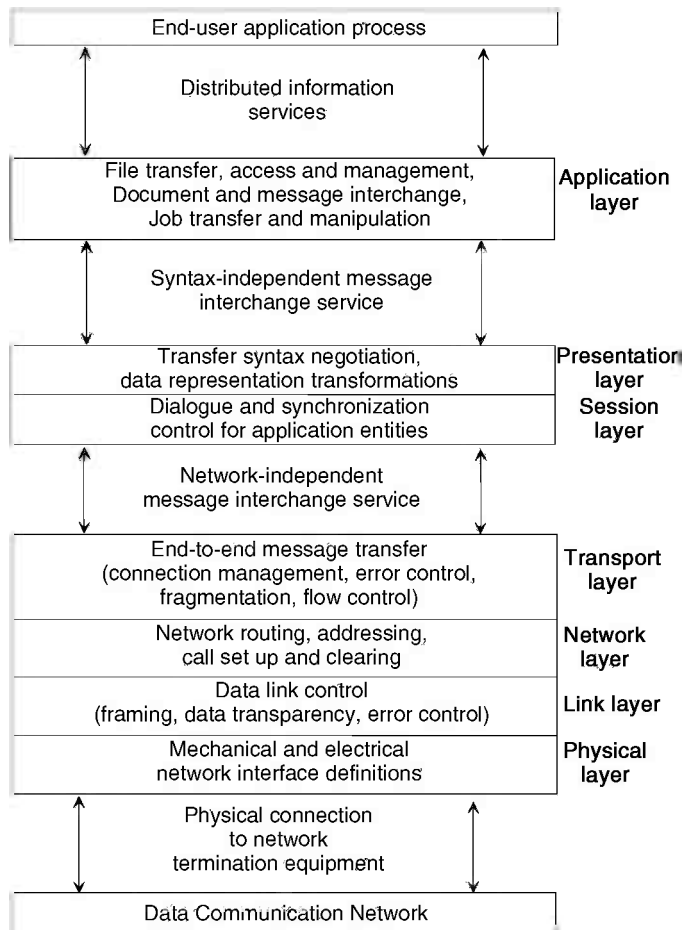 End-user application process
Distributed information
services
File transfer, access and management,
Document and message interchange,
Job transfer and manipulation
Application
layer
Syntax-independent message
interchange service
Transfer syntax negotiation,
data representation transformations
Presentation
layer
Dialogue and synchronization
control for application entities
Session
layer
Network-independent
message interchange service
End-to-end message transfer
(connection management, error control,
fragmentation, flow control)
Transport
layer
Network routing, addressing,
call set up and clearing
Network
layer
Data link control
(framing, data transparency, error control)
Link layer
Mechanical and electrical
network interface definitions
Physical
layer
Physical connection
to network
termination equipment
Data Communication Network